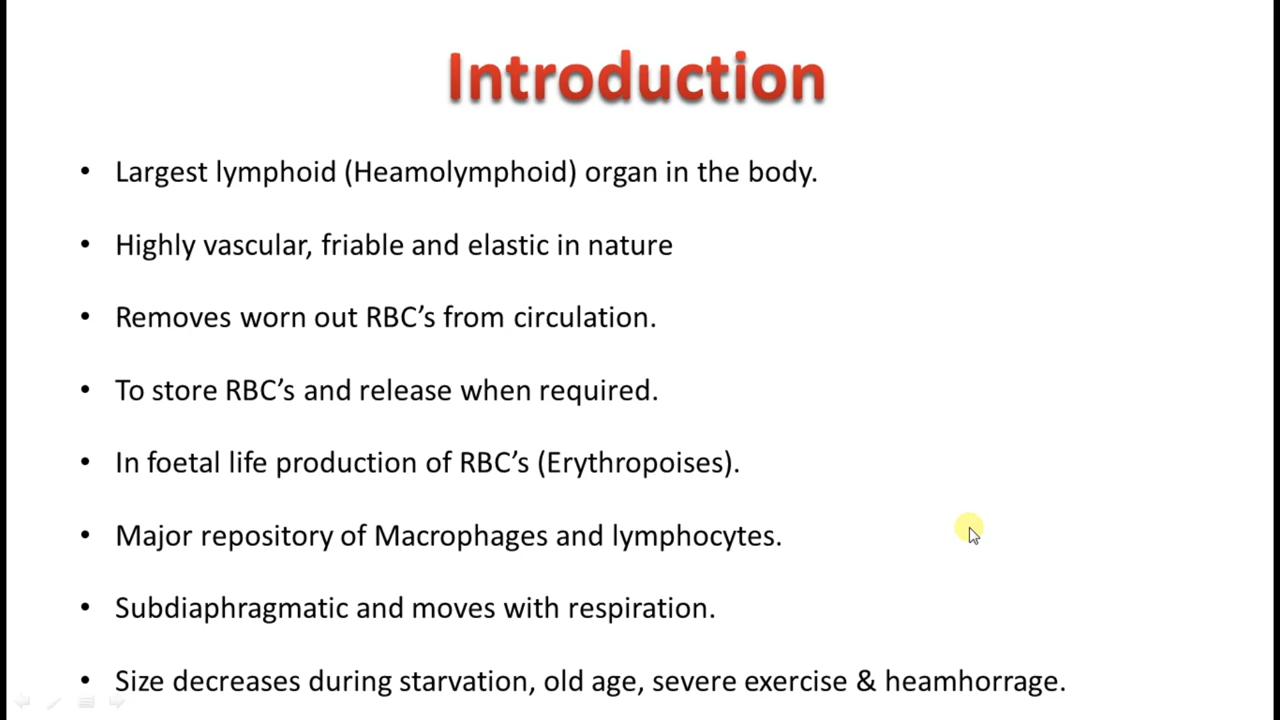 Introduction
• Largest lymphoid (Heamolymphoid) organ in the body.
• Highly vascular, friable and elastic in nature
• Removes worn out RBC’s from circulation.
• To store RBC’s and release when required.
• In foetal life production of RBC’s (Erythropoises).
• Major repository of Macrophages and lymphocytes.
• Subdiaphragmatic and moves with respiration.
• Size decreases during starvation, old age, severe exercise & heamhorrage.